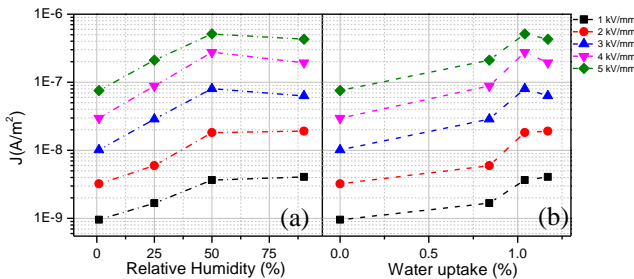 1E-6
1E-7
1E-8
1E-9
J(A/m²)
0
25
50
75
Relative Humidity (%)
(a)
0.0
0.5
1.0
Water uptake (%)
(b)
1 kV/mm
2 kV/mm
3 kV/mm
4 kV/mm
5 kV/mm